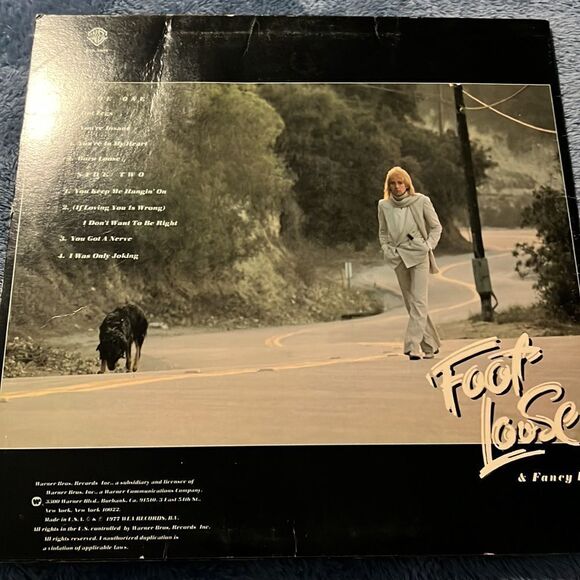 ONE
Legs
You're Insane
You're In My Heart
Born Loose
SIDE TWO
1. You Keep Me Hangin' On
2. (If Loving You Is Wrong)
I Don't Want To Be Right
3. You Got A Nerve
4. I Was Only Joking
Foot
Loose
& Fancy
Warner Bros. Records Inc., a subsidiary and licensee of
Warner Bros. Inc., a Warner Communications Company.
3300 Warner Blvd., Burbank, Ca. 91510. 3 East 54th St.,
New York, New York 10022.
Made in U.S.A. © & ℗ 1977 WEA RECORDS, B.V.
All rights in the U.S. controlled by Warner Bros. Records Inc.
All rights reserved. Unauthorized duplication is
a violation of applicable laws.